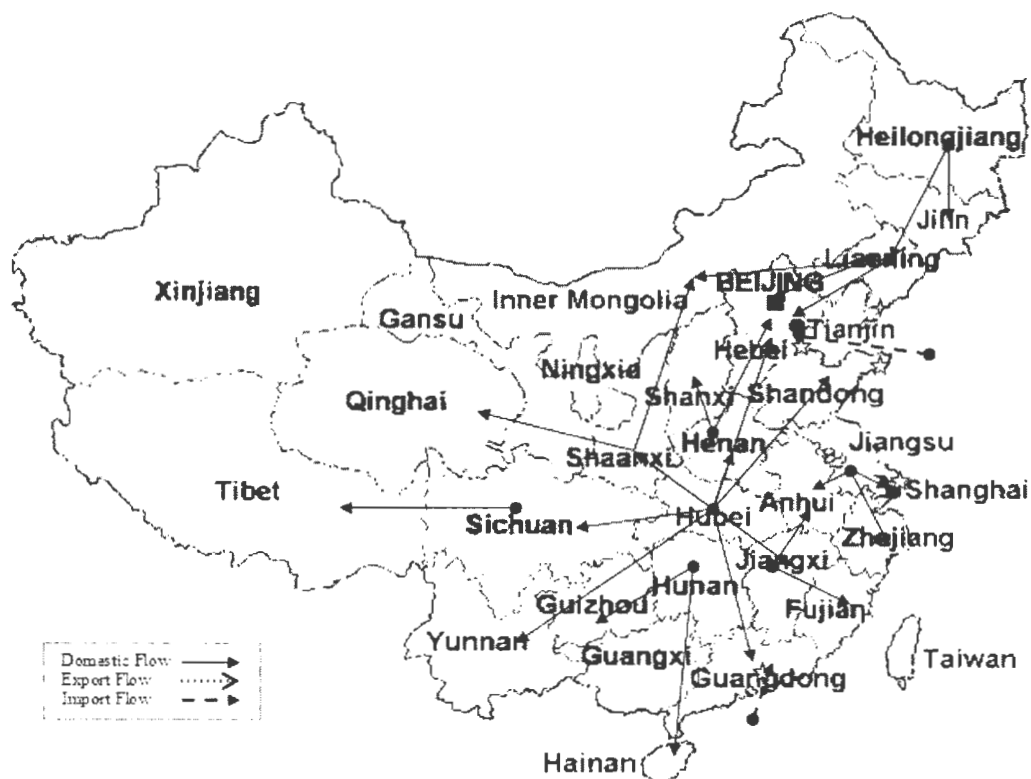 Heilongjiang
Jilin
Liaoning
BEIJING
Xinjiang
Inner Mongolia
Gansu
Tianjin
Hebei
Ningxia
Qinghai
Shanxi
Shandong
Henan
Jiangsu
Shaanxi
Tibet
Shanghai
Anhui
Sichuan
Hubei
Zhejiang
Jiangxi
Hunan
Guizhou
Fujian
Yunnan
Guangxi
Taiwan
Guangdong
Domestic Flow
Export Flow
Import Flow
Hainan